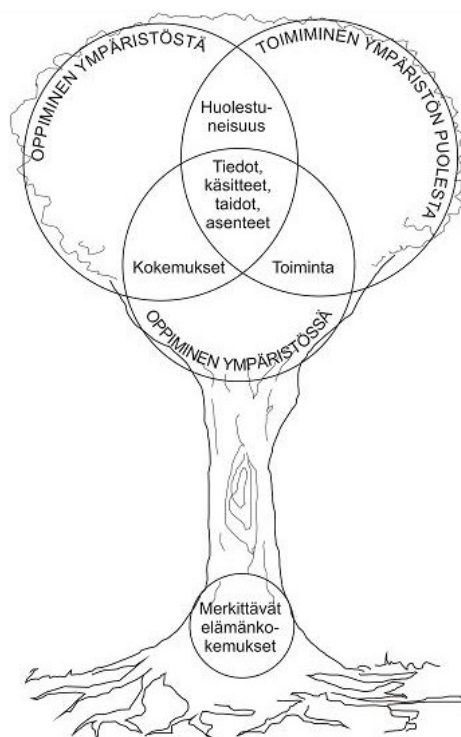 OPPIMINEN YMPÄRISTÖSTÄ
TOIMIMINEN YMPÄRISTÖN PUOLESTA
Huolestu-
neisuus
Tiedot,
käsitteet,
taidot,
asenteet
Kokemukset
Toiminta
OPPIMINEN YMPÄRISTÖSSÄ
Merkittävät
elämänko-
kemukset